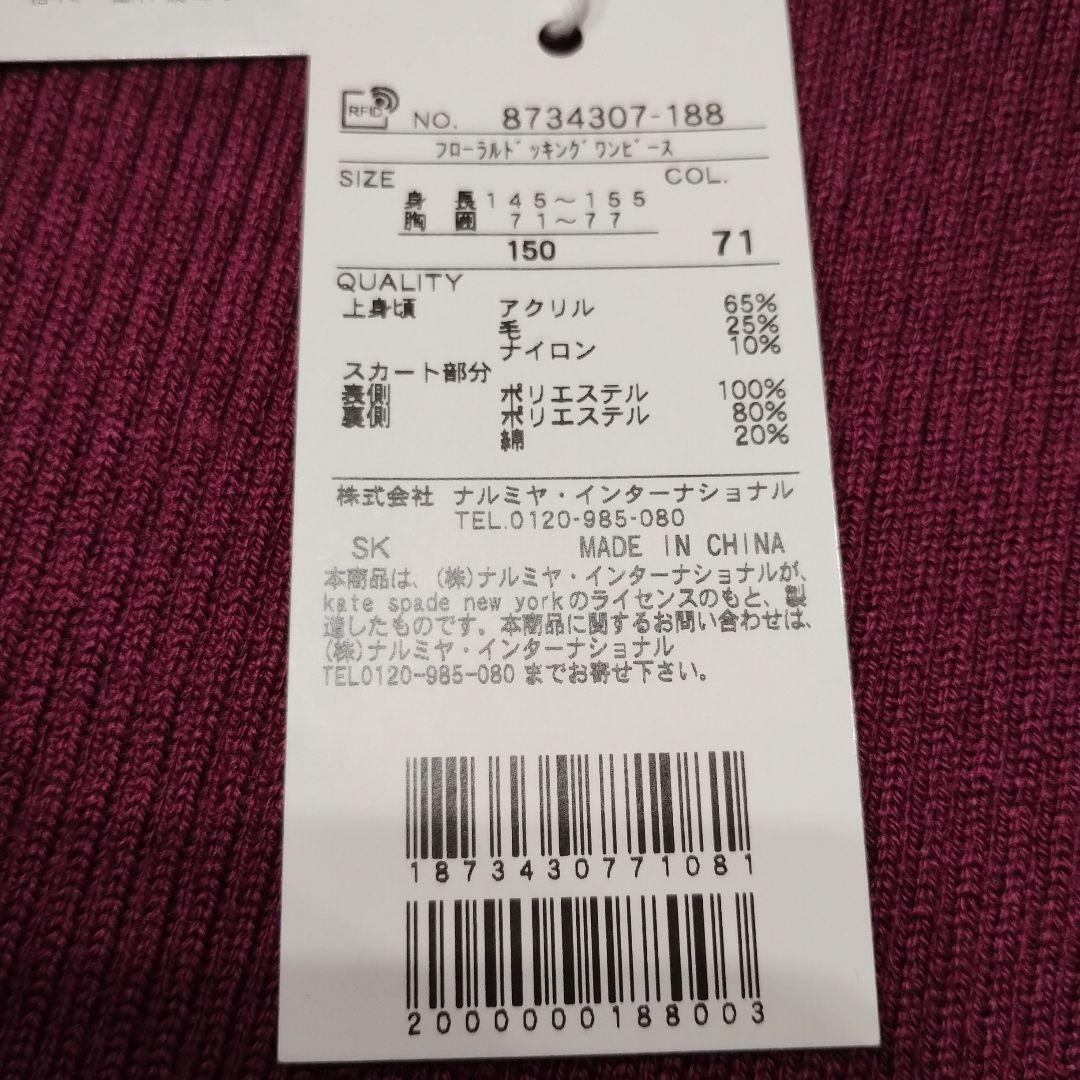 RFID NO. 8734307-188
フローラルドッキングワンピース
SIZE COL.
身 長 145～155
胸 囲 71～77
150 71
QUALITY
上身頃 アクリル 65%
毛 25%
ナイロン 10%
スカート部分
表側 ポリエステル 100%
裏側 ポリエステル 80%
綿 20%
株式会社 ナルミヤ・インターナショナル
TEL.0120-985-080
SK MADE IN CHINA
本商品は、(株)ナルミヤ・インターナショナルが、
kate spade new yorkのライセンスのもと、製
造したものです。本商品に関するお問い合わせは、
(株)ナルミヤ・インターナショナル
TEL0120-985-080 までお寄せ下さい。
1873430771081
2000000188003